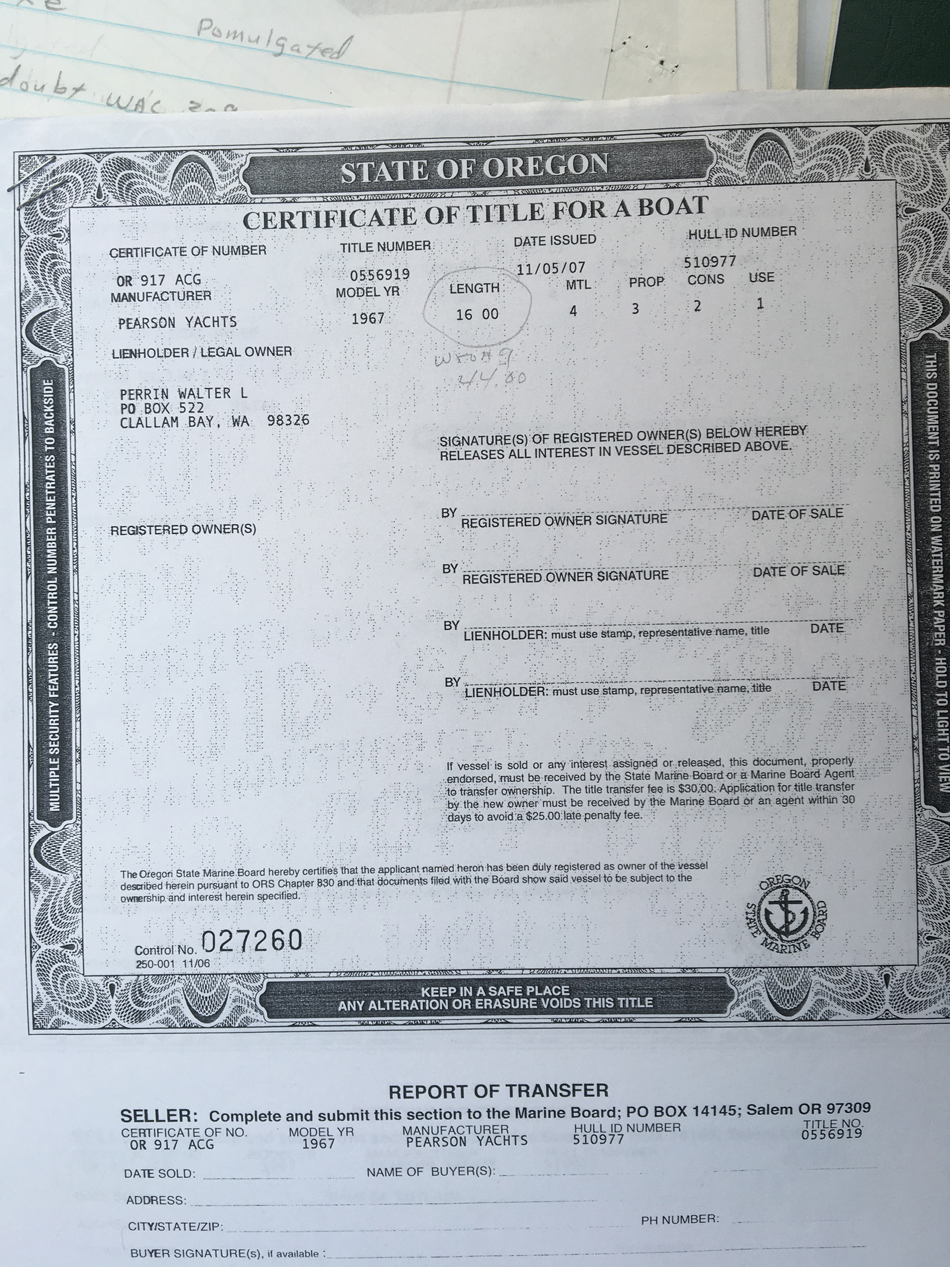 Pomulgated
doubt WAC
STATE OF OREGON
CERTIFICATE OF TITLE FOR A BOAT
CERTIFICATE OF NUMBER TITLE NUMBER DATE ISSUED HULL ID NUMBER
OR 917 ACG 0556919 11/05/07 510977
MANUFACTURER MODEL YR LENGTH MTL PROP CONS USE
PEARSON YACHTS 1967 16 00 4 3 2 1
LIENHOLDER / LEGAL OWNER
wrong
44.00
PERRIN WALTER L
PO BOX 522
CLALLAM BAY, WA 98326
SIGNATURE(S) OF REGISTERED OWNER(S) BELOW HEREBY
RELEASES ALL INTEREST IN VESSEL DESCRIBED ABOVE.
REGISTERED OWNER(S)
BY
REGISTERED OWNER SIGNATURE DATE OF SALE
BY
REGISTERED OWNER SIGNATURE DATE OF SALE
BY
LIENHOLDER: must use stamp, representative name, title DATE
BY
LIENHOLDER: must use stamp, representative name, title DATE
If vessel is sold or any interest assigned or released, this document, properly
endorsed, must be received by the State Marine Board or a Marine Board Agent
to transfer ownership. The title transfer fee is $30.00. Application for title transfer
by the new owner must be received by the Marine Board or an agent within 30
days to avoid a $25.00 late penalty fee.
The Oregon State Marine Board hereby certifies that the applicant named heron has been duly registered as owner of the vessel
described herein pursuant to ORS Chapter 830 and that documents filed with the Board show said vessel to be subject to the
ownership and interest herein specified.
OREGON STATE MARINE BOARD
Control No. 027260
250-001 11/06
KEEP IN A SAFE PLACE
ANY ALTERATION OR ERASURE VOIDS THIS TITLE
MULTIPLE SECURITY FEATURES - CONTROL NUMBER PENETRATES TO BACKSIDE
THIS DOCUMENT IS PRINTED ON WATERMARK PAPER - HOLD TO LIGHT TO VIEW
REPORT OF TRANSFER
SELLER: Complete and submit this section to the Marine Board; PO BOX 14145; Salem OR 97309
CERTIFICATE OF NO. MODEL YR MANUFACTURER HULL ID NUMBER TITLE NO.
OR 917 ACG 1967 PEARSON YACHTS 510977 0556919
DATE SOLD: NAME OF BUYER(S):
ADDRESS:
CITY/STATE/ZIP: PH NUMBER:
BUYER SIGNATURE(s), if available :